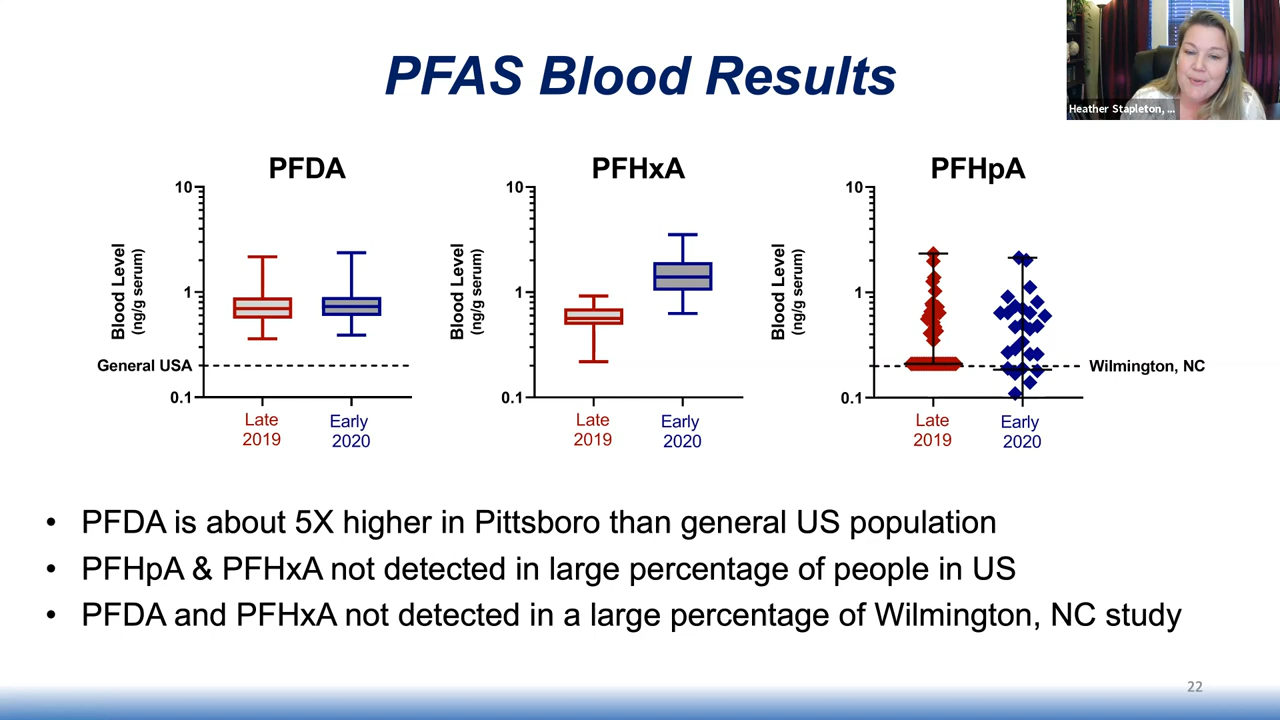 PFAS Blood Results
Heather Stapleton, ...
PFDA
10
1
0.1
Blood Level
(ng/g serum)
General USA
Late
2019
Early
2020
PFHxA
10
1
0.1
Blood Level
(ng/g serum)
Late
2019
Early
2020
PFHpA
10
1
0.1
Blood Level
(ng/g serum)
Wilmington, NC
Late
2019
Early
2020
• PFDA is about 5X higher in Pittsboro than general US population
• PFHpA & PFHxA not detected in large percentage of people in US
• PFDA and PFHxA not detected in a large percentage of Wilmington, NC study
22